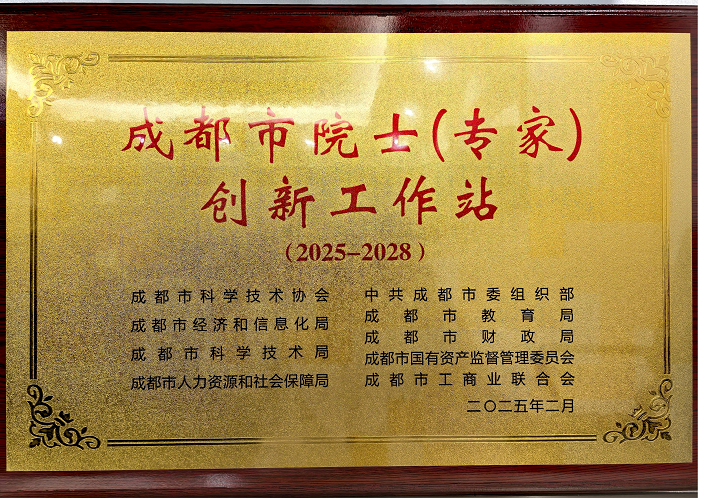 成都市院士(专家)
创新工作站
(2025-2028)
成都市科学技术协会
成都市经济和信息化局
成都市科学技术局
成都市人力资源和社会保障局
中共成都市委组织部
成都市教育局
成都市财政局
成都市国有资产监督管理委员会
成都市工商业联合会
二〇二五年二月